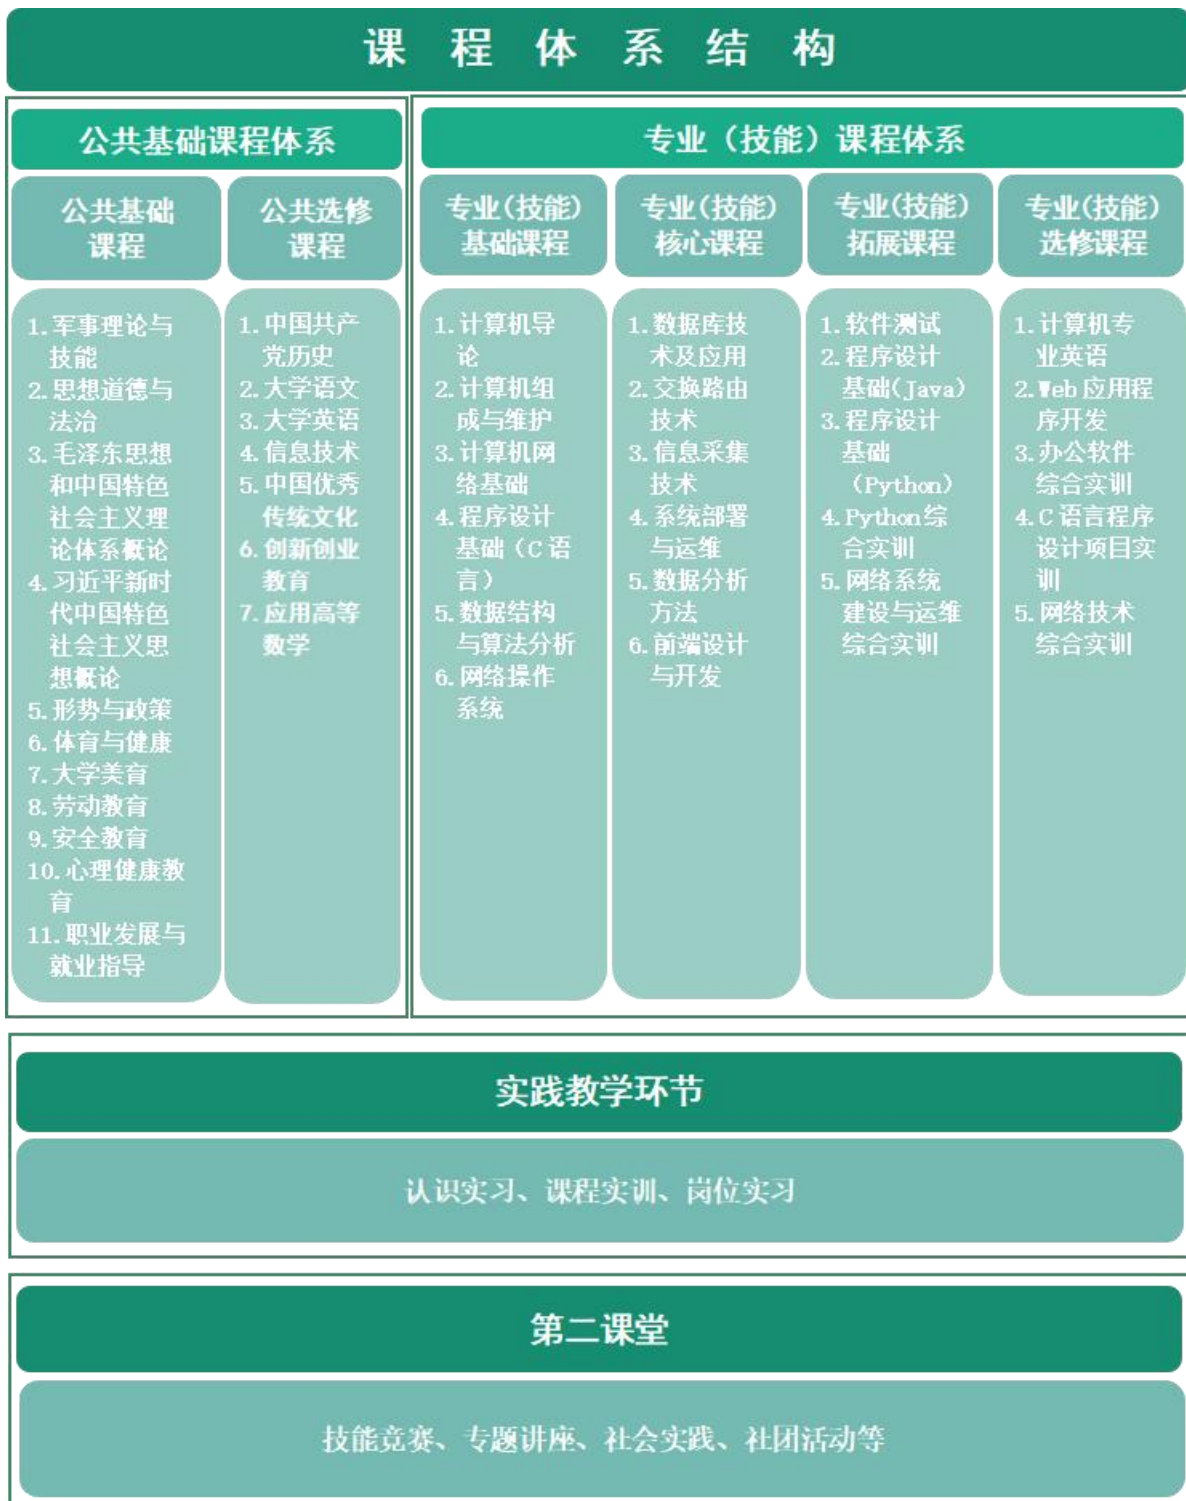 课程体系结构
公共基础课程体系
公共基础
课程
1.军事理论与
技能
2.思想道德与
法治
3.毛泽东思想
和中国特色
社会主义理
论体系概论
4.习近平新时
代中国特色
社会主义思
想概论
5.形势与政策
6.体育与健康
7.大学美育
8.劳动教育
9.安全教育
10.心理健康教
育
11.职业发展与
就业指导
公共选修
课程
1.中国共产
党历史
2.大学语文
3.大学英语
4.信息技术
5.中国优秀
传统文化
6.创新创业
教育
7.应用高等
数学
专业（技能）课程体系
专业(技能)
基础课程
1.计算机导
论
2.计算机组
成与维护
3.计算机网
络基础
4.程序设计
基础（C语
言）
5.数据结构
与算法分析
6.网络操作
系统
专业(技能)
核心课程
1.数据库技
术及应用
2.交换路由
技术
3.信息采集
技术
4.系统部署
与运维
5.数据分析
方法
6.前端设计
与开发
专业(技能)
拓展课程
1.软件测试
2.程序设计
基础(Java)
3.程序设计
基础
（Python）
4.Python综
合实训
5.网络系统
建设与运维
综合实训
专业(技能)
选修课程
1.计算机专
业英语
2.Web应用程
序开发
3.办公软件
综合实训
4.C语言程序
设计项目实
训
5.网络技术
综合实训
实践教学环节
认识实习、课程实训、岗位实习
第二课堂
技能竞赛、专题讲座、社会实践、社团活动等